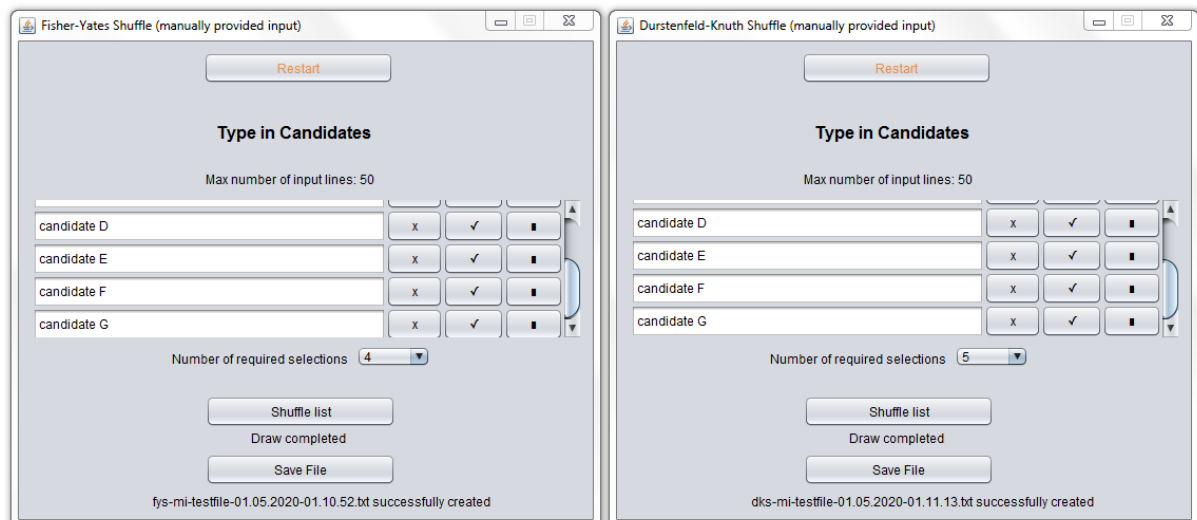 Fisher-Yates Shuffle (manually provided input)
Restart
Type in Candidates
Max number of input lines: 50
candidate D x ✓ ∎
candidate E x ✓ ∎
candidate F x ✓ ∎
candidate G x ✓ ∎
Number of required selections 4
Shuffle list
Draw completed
Save File
fys-mi-testfile-01.05.2020-01.10.52.txt successfully created
Durstenfeld-Knuth Shuffle (manually provided input)
Restart
Type in Candidates
Max number of input lines: 50
candidate D x ✓ ∎
candidate E x ✓ ∎
candidate F x ✓ ∎
candidate G x ✓ ∎
Number of required selections 5
Shuffle list
Draw completed
Save File
dks-mi-testfile-01.05.2020-01.11.13.txt successfully created